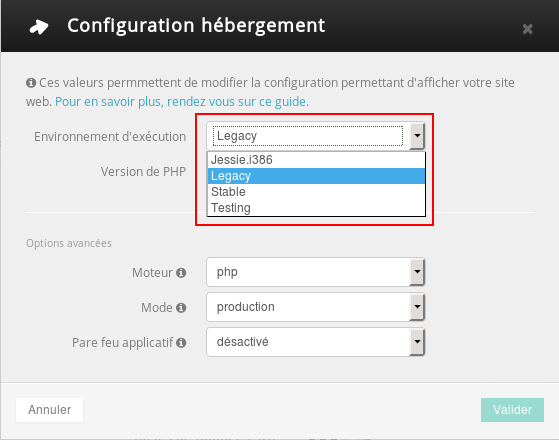 Configuration hébergement
Ces valeurs permmettent de modifier la configuration permettant d'afficher votre site
web. Pour en savoir plus, rendez vous sur ce guide.
Environnement d'exécution
Legacy
Jessie.i386
Version de PHP
Legacy
Stable
Testing
Options avancées
Moteur php
Mode production
Pare feu applicatif désactivé
Annuler Valider